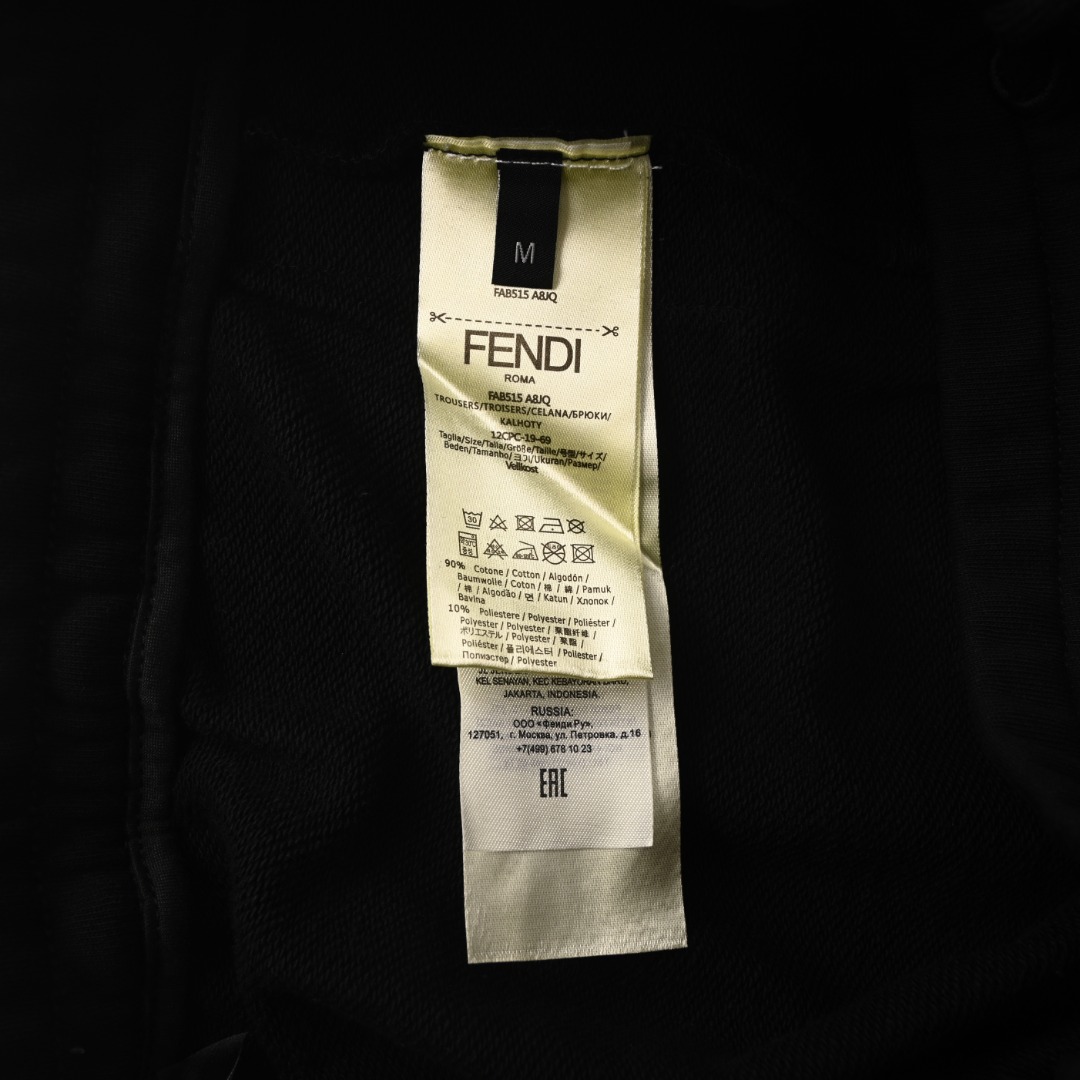 M
FAB515 A8JQ
FENDI
ROMA
FAB515 A8JQ
TROUSERS/TROISERS/CELANA/БРЮКИ/
KALHOTY
12CPC-19-69
Taglia/Size/Talla/Größe/Taille/号型/サイズ/
Beden/Tamanho/크기/Ukuran/Размер/
Velikost
30
90% Cotone / Cotton / Algodón /
Baumwolle / Coton / 棉 / 綿 / Pamuk
/ 棉 / Algodão / 면 / Katun / Хлопок /
Bavlna
10% Poliestere / Polyester / Poliéster /
Polyester / Polyester / 聚酯纤维 /
ポリエステル / Polyester / 聚酯 /
Poliéster / 폴리에스터 / Poliester /
Полиэстер / Polyester
KEL SENAYAN, KEC KEBAYORAN BARU,
JAKARTA, INDONESIA.
RUSSIA:
ООО «Фенди Ру»,
127051, г. Москва, ул. Петровка, д.16
+7(499) 678 10 23
EAC